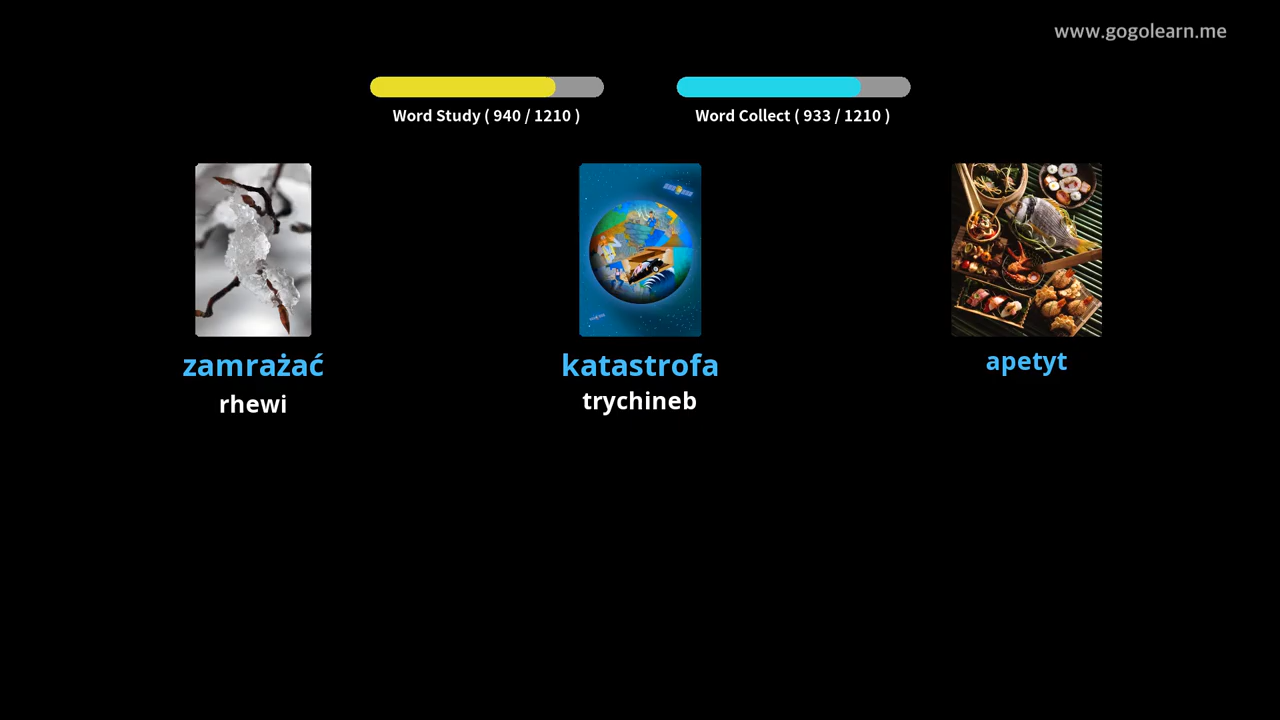 www.gogolearn.me
Word Study ( 940 / 1210 )
Word Collect ( 933 / 1210 )
zamrażać
rhewi
katastrofa
trychineb
apetyt